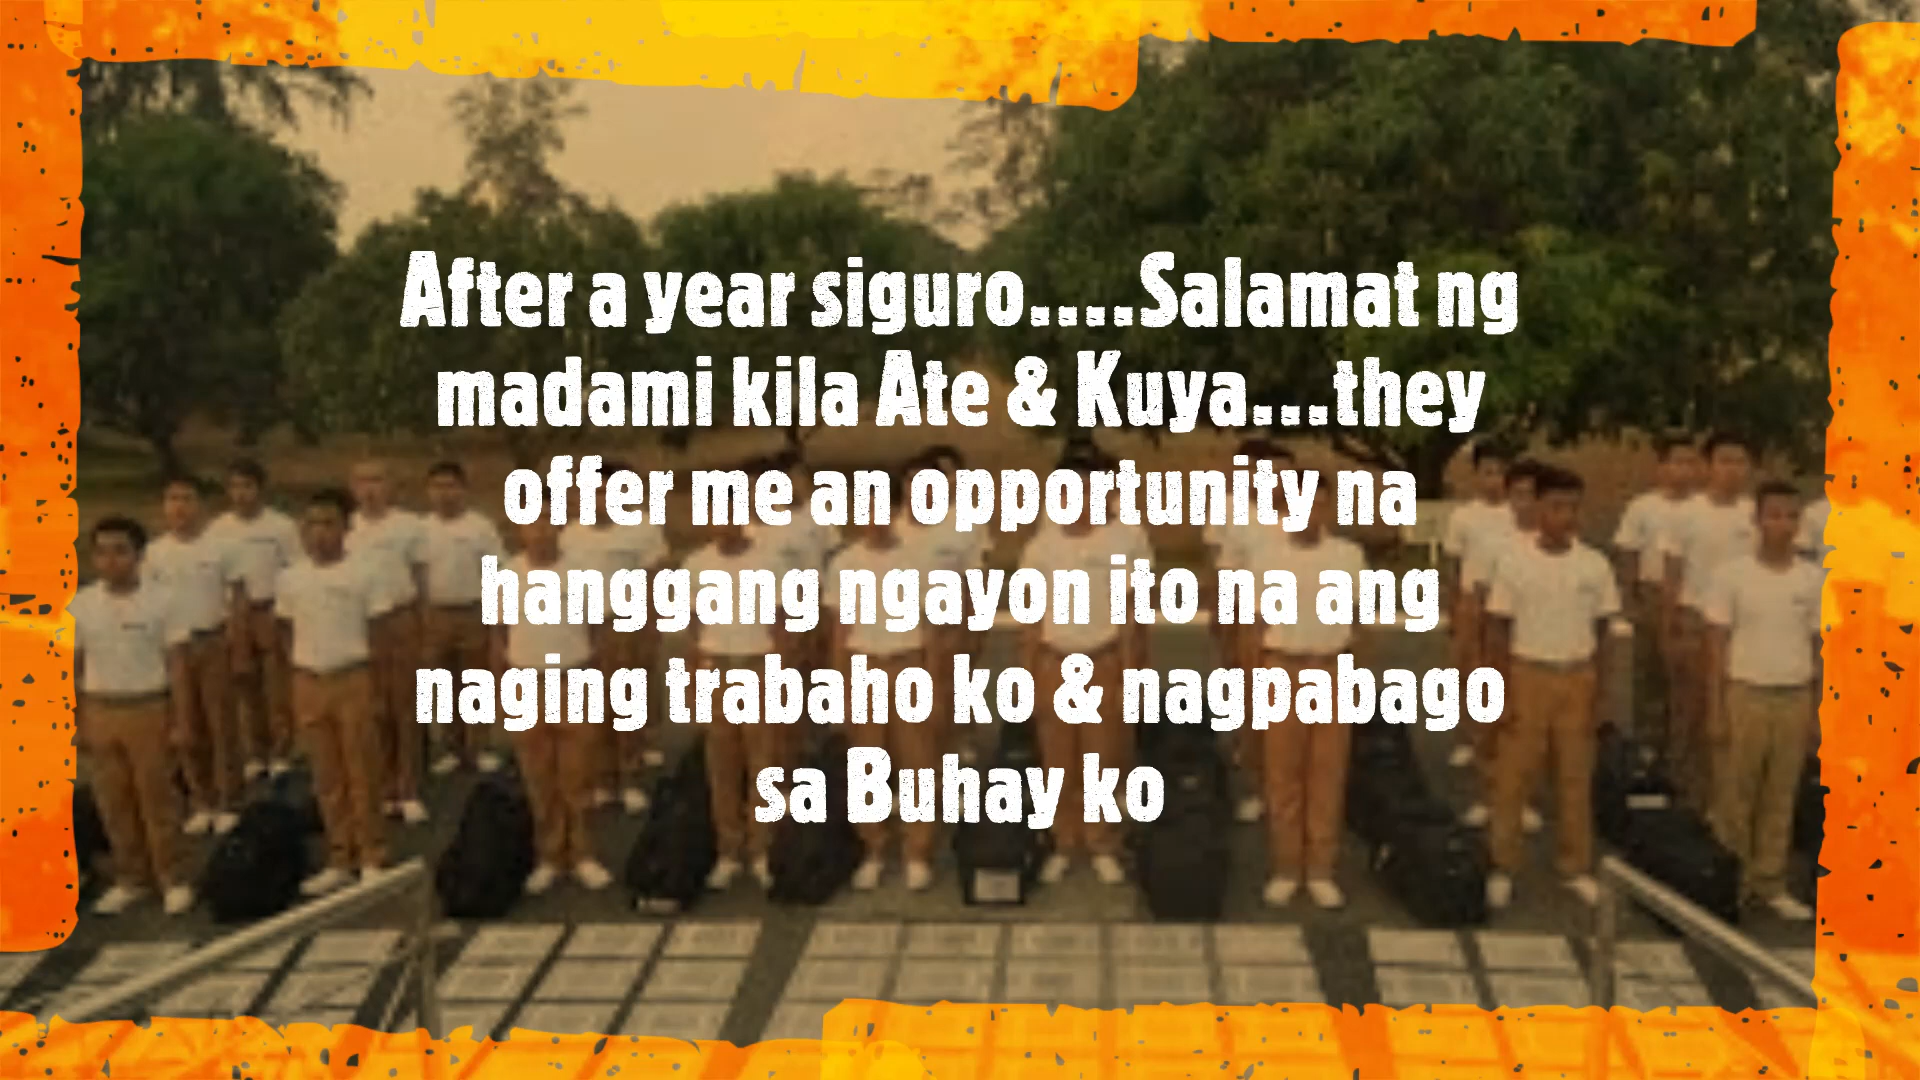 After a year siguro....Salamat ng
madami kila Ate & Kuya...they
offer me an opportunity na
hanggang ngayon ito na ang
naging trabaho ko & nagpabago
sa Buhay ko